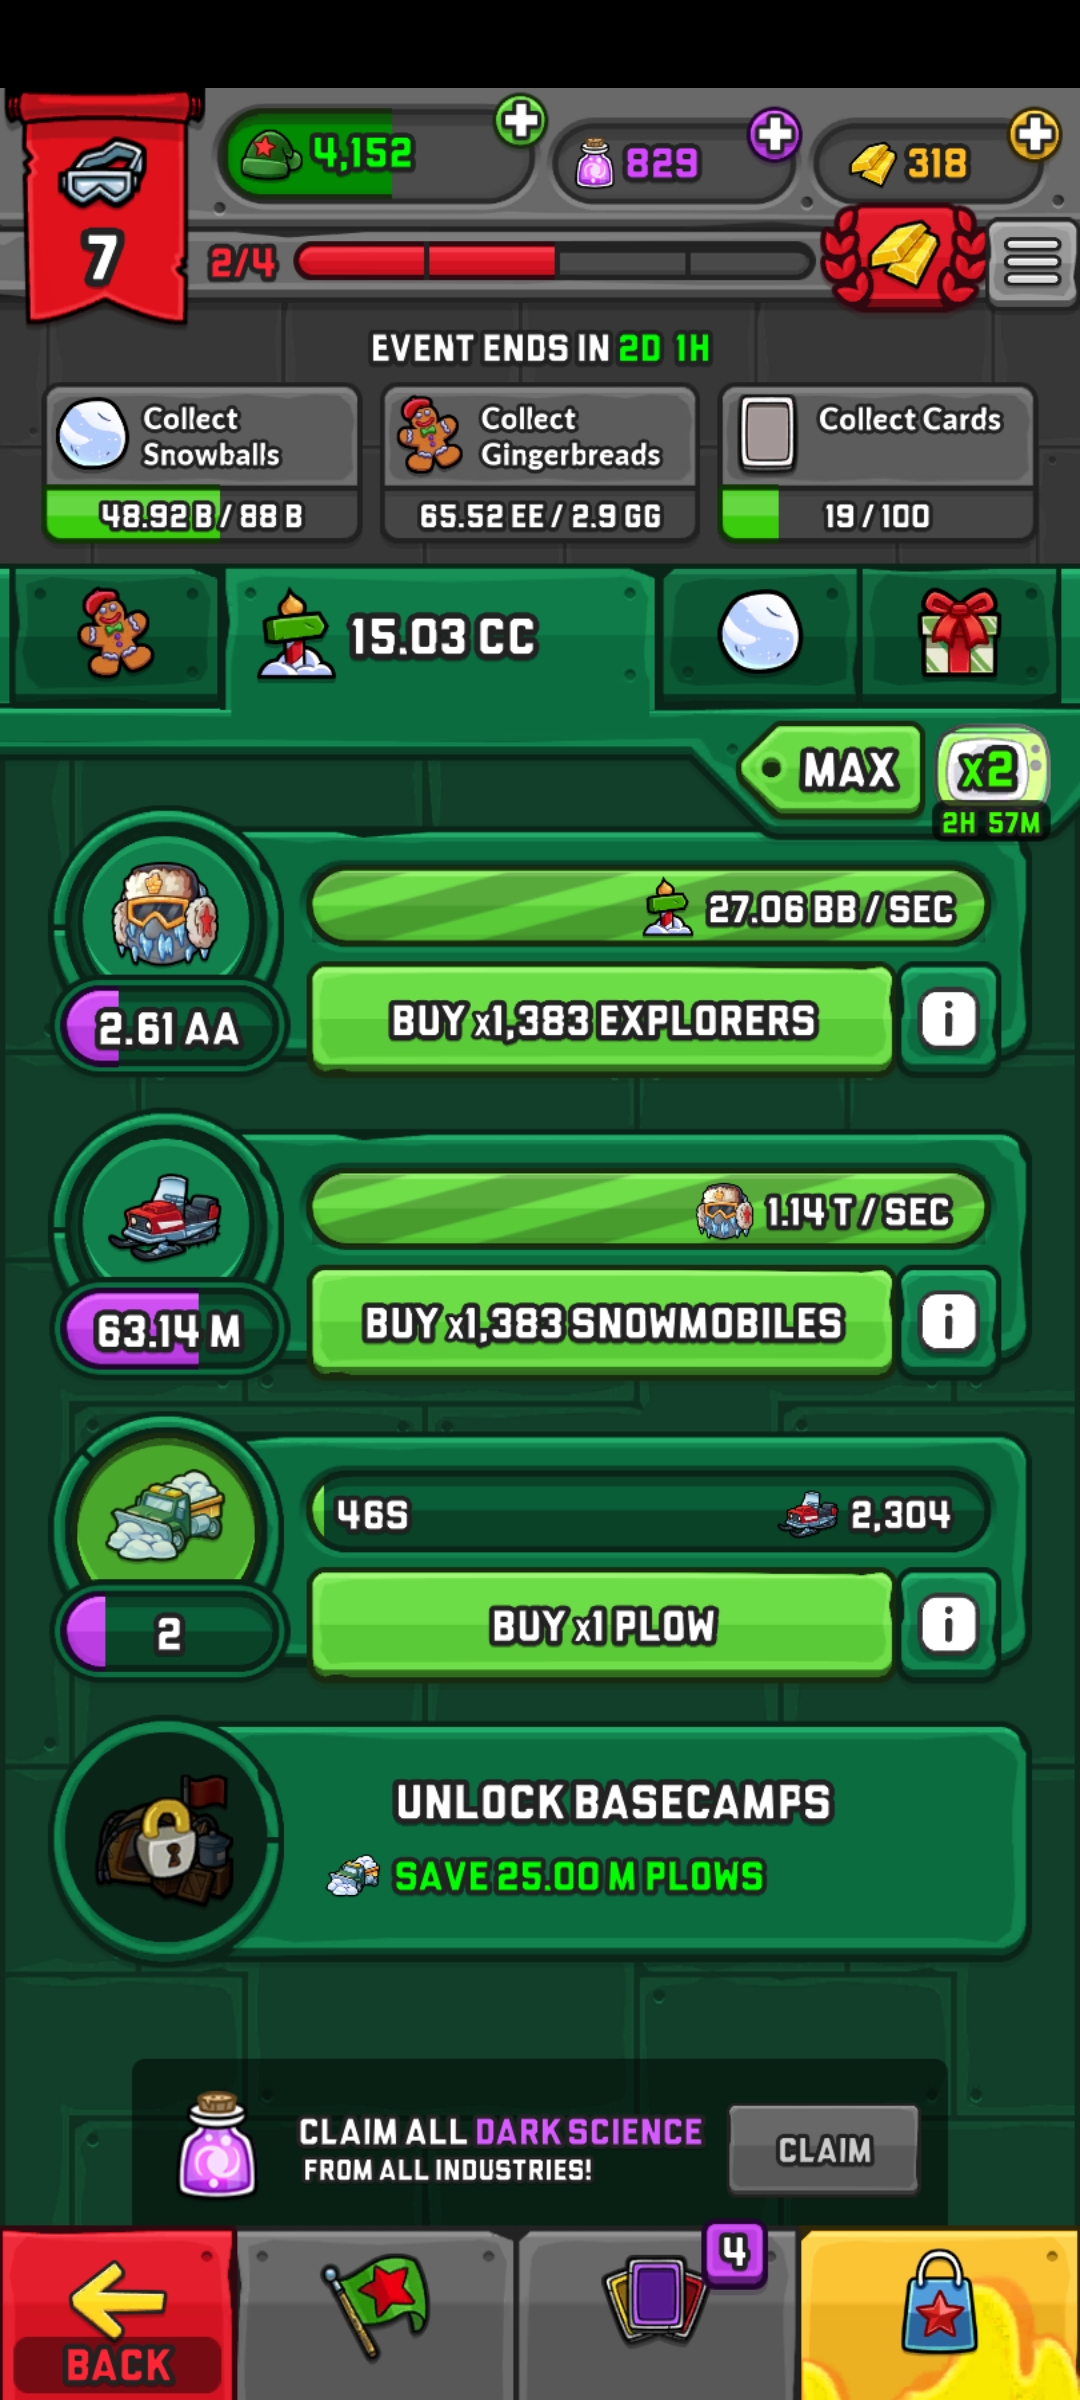 7
4,152
829
318
2/4
EVENT ENDS IN 2D 1H
Collect
Snowballs
48.92 B / 88 B
Collect
Gingerbreads
65.52 EE / 2.9 GG
Collect Cards
19 / 100
15.03 CC
MAX
x2
2H 57M
27.06 BB / SEC
2.61 AA
BUY x1,383 EXPLORERS
i
1.14 T / SEC
63.14 M
BUY x1,383 SNOWMOBILES
i
46S
2,304
2
BUY x1 PLOW
i
UNLOCK BASECAMPS
SAVE 25.00 M PLOWS
CLAIM ALL DARK SCIENCE
FROM ALL INDUSTRIES!
CLAIM
BACK
4